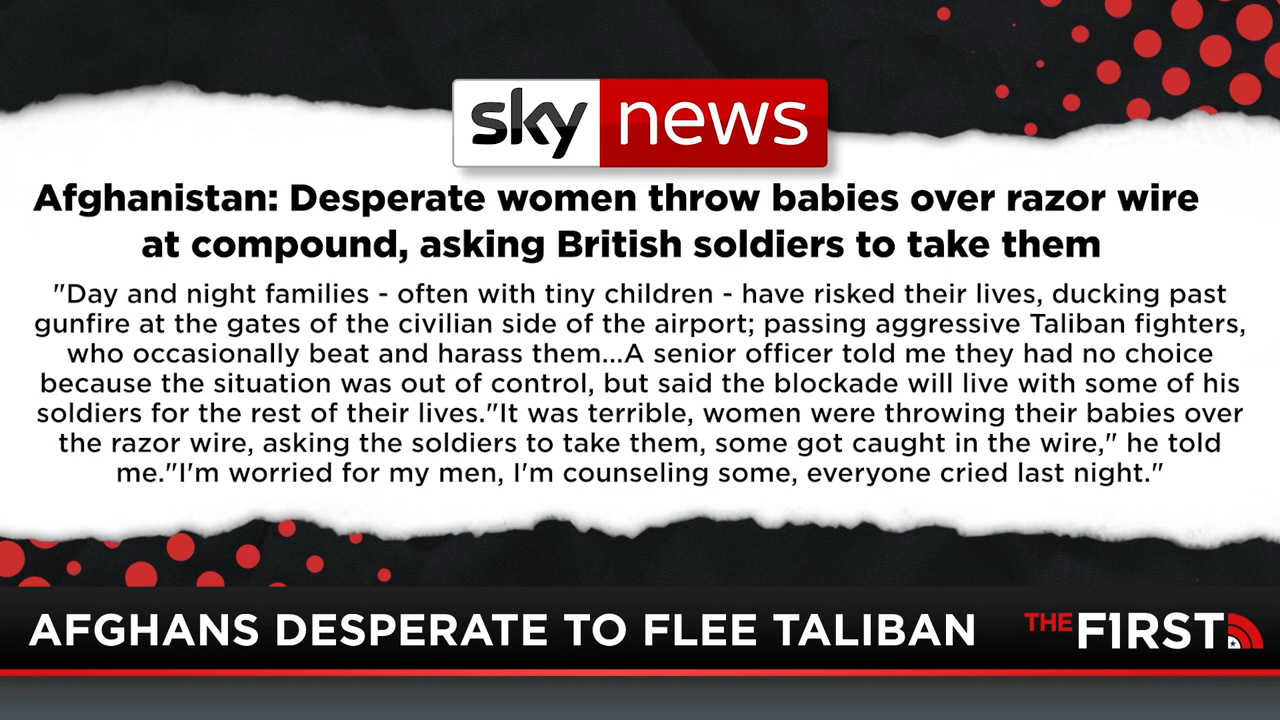 sky news
Afghanistan: Desperate women throw babies over razor wire
at compound, asking British soldiers to take them
"Day and night families - often with tiny children - have risked their lives, ducking past
gunfire at the gates of the civilian side of the airport; passing aggressive Taliban fighters,
who occasionally beat and harass them...A senior officer told me they had no choice
because the situation was out of control, but said the blockade will live with some of his
soldiers for the rest of their lives."It was terrible, women were throwing their babies over
the razor wire, asking the soldiers to take them, some got caught in the wire," he told
me."I'm worried for my men, I'm counseling some, everyone cried last night."
AFGHANS DESPERATE TO FLEE TALIBAN
THE F1RST